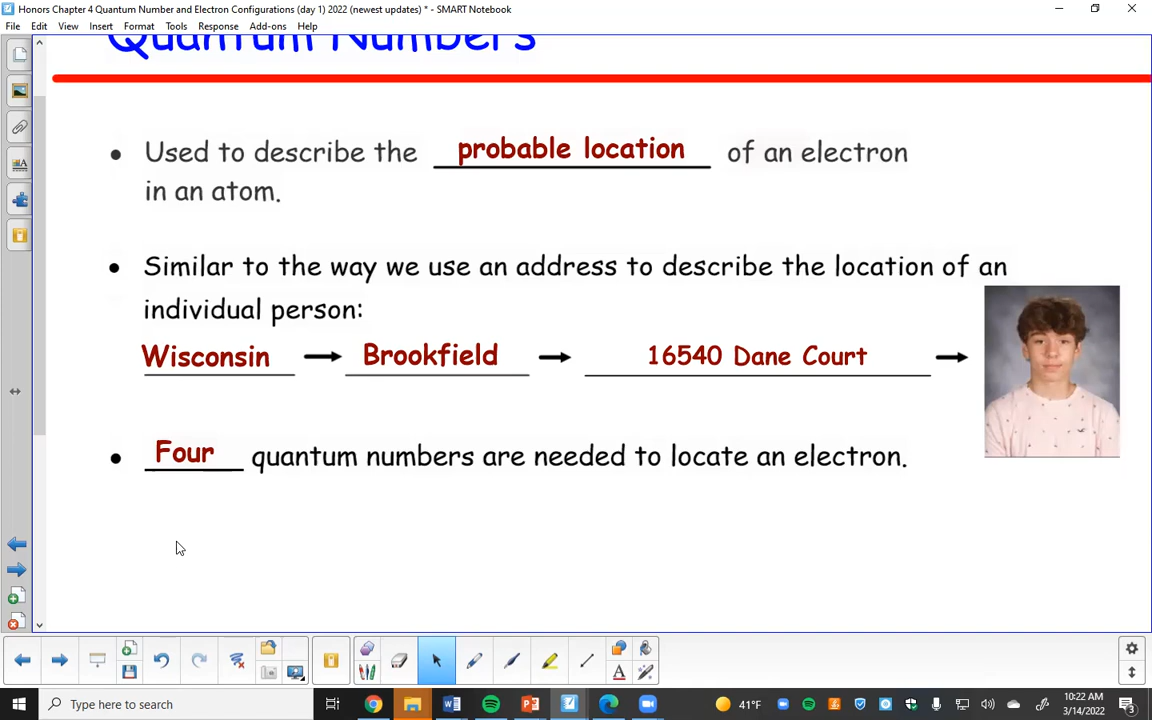 Honors Chapter 4 Quantum Number and Electron Configurations (day 1) 2022 (newest updates) * - SMART Notebook
File Edit View Insert Format Tools Response Add-ons Help
Quantum Numbers
• Used to describe the probable location of an electron
in an atom.
• Similar to the way we use an address to describe the location of an
individual person:
Wisconsin → Brookfield → 16540 Dane Court →
• Four quantum numbers are needed to locate an electron.
Type here to search
41°F
10:22 AM
3/14/2022
3